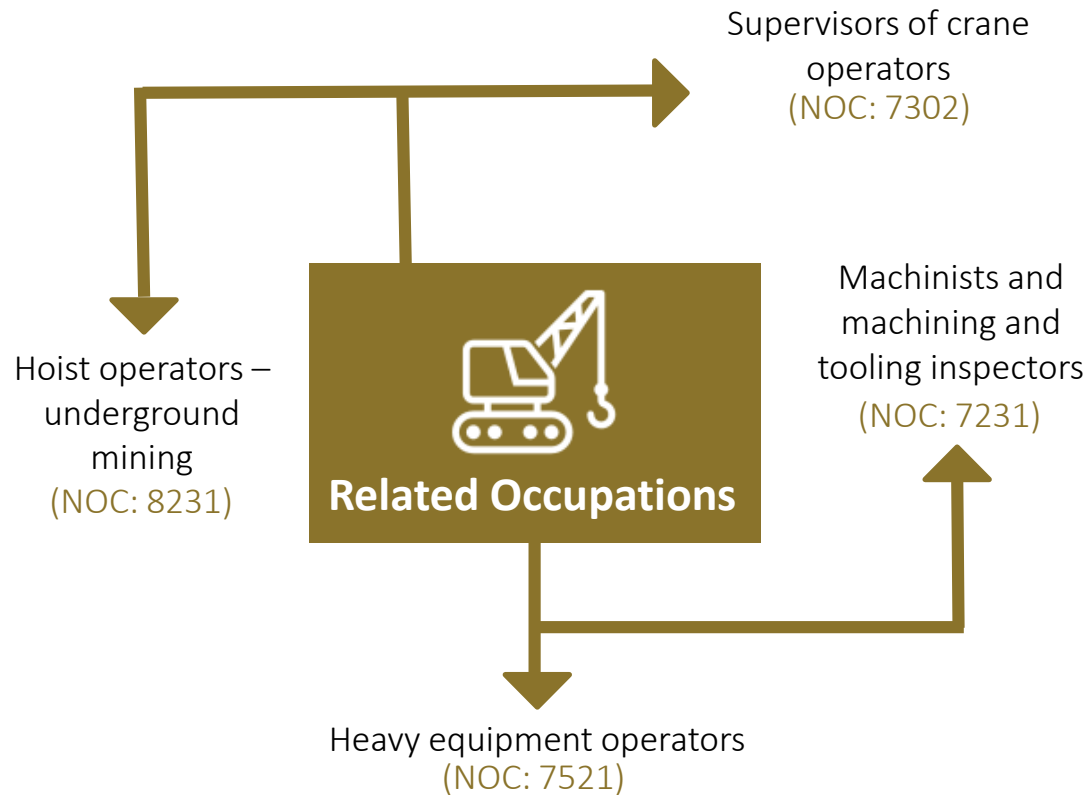 Supervisors of crane
operators
(NOC: 7302)
Machinists and
machining and
tooling inspectors
(NOC: 7231)
Hoist operators –
underground
mining
(NOC: 8231)
Related Occupations
Heavy equipment operators
(NOC: 7521)